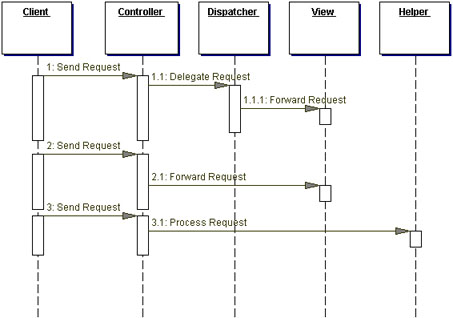 Client Controller Dispatcher View Helper
1: Send Request
1.1: Delegate Request
1.1.1: Forward Request
2: Send Request
2.1: Forward Request
3: Send Request
3.1: Process Request